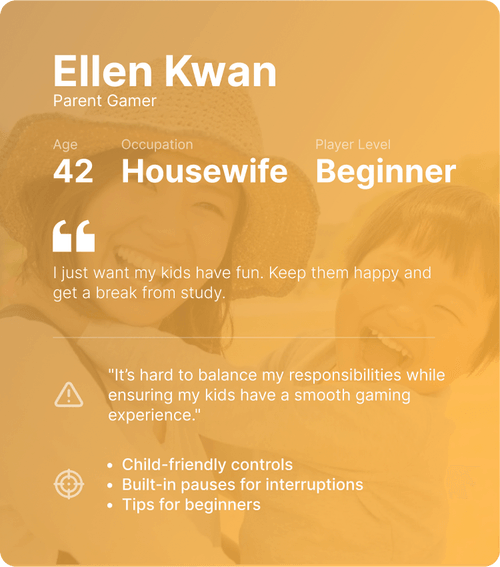 Ellen Kwan
Parent Gamer
Age Occupation Player Level
42 Housewife Beginner
I just want my kids have fun. Keep them happy and
get a break from study.
"It's hard to balance my responsibilities while
ensuring my kids have a smooth gaming
experience."
• Child-friendly controls
• Built-in pauses for interruptions
• Tips for beginners